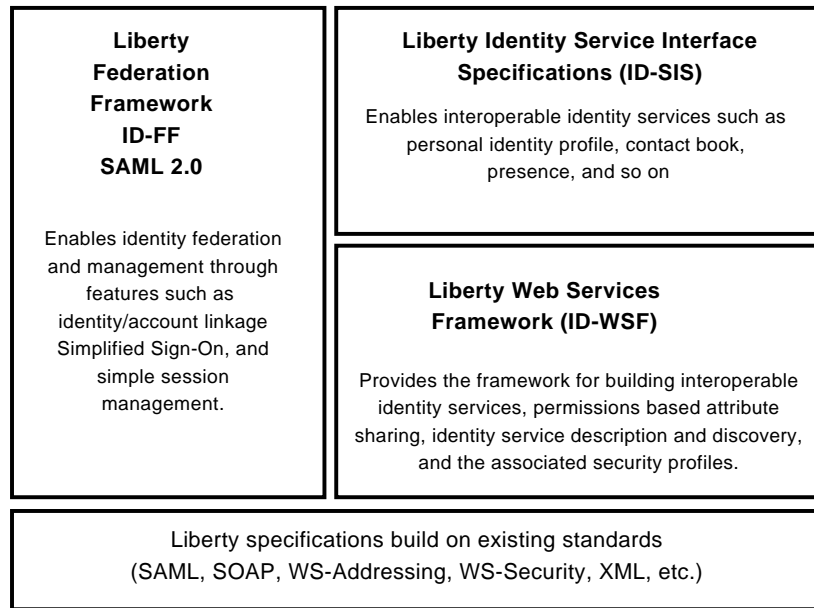 Liberty
Federation
Framework
ID-FF
SAML 2.0
Enables identity federation
and management through
features such as
identity/account linkage
Simplified Sign-On, and
simple session
management.
Liberty Identity Service Interface
Specifications (ID-SIS)
Enables interoperable identity services such as
personal identity profile, contact book,
presence, and so on
Liberty Web Services
Framework (ID-WSF)
Provides the framework for building interoperable
identity services, permissions based attribute
sharing, identity service description and discovery,
and the associated security profiles.
Liberty specifications build on existing standards
(SAML, SOAP, WS-Addressing, WS-Security, XML, etc.)